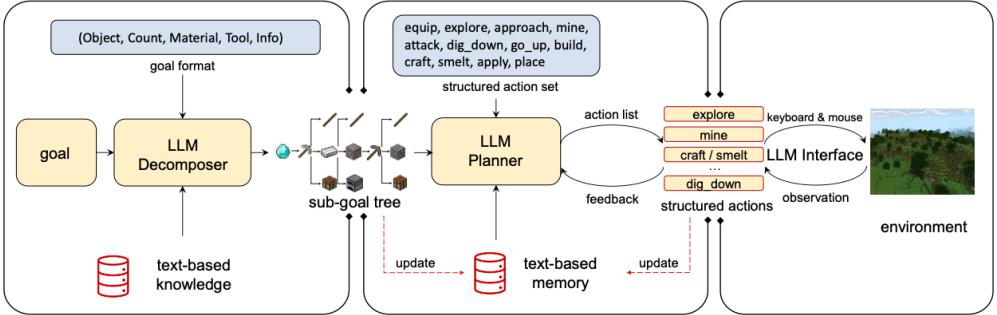 (Object, Count, Material, Tool, Info)
goal format
goal
LLM
Decomposer
text-based
knowledge
sub-goal tree
equip, explore, approach, mine,
attack, dig_down, go_up, build,
craft, smelt, apply, place
structured action set
LLM
Planner
action list
feedback
update
text-based
memory
update
explore
mine
craft / smelt
...
dig_down
structured actions
keyboard & mouse
LLM Interface
observation
environment